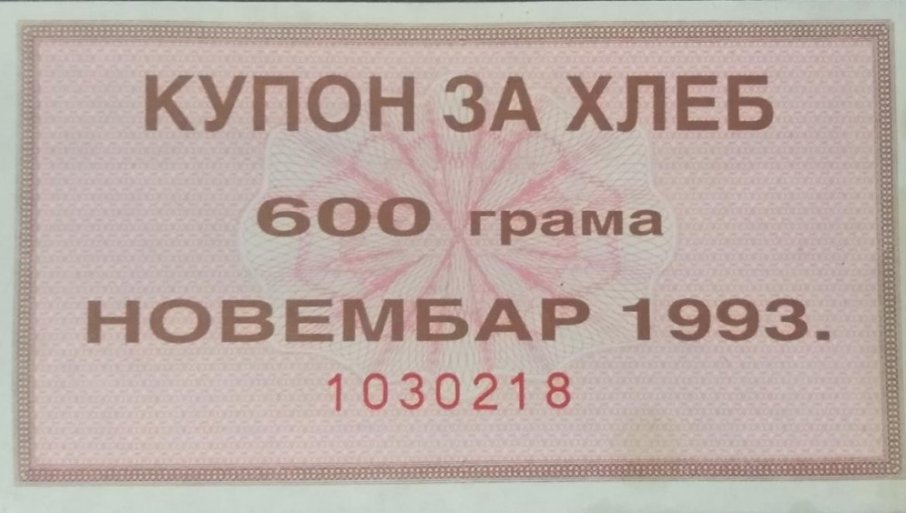 КУПОН ЗА ХЛЕБ
600 грама
НОВЕМБАР 1993.
1030218